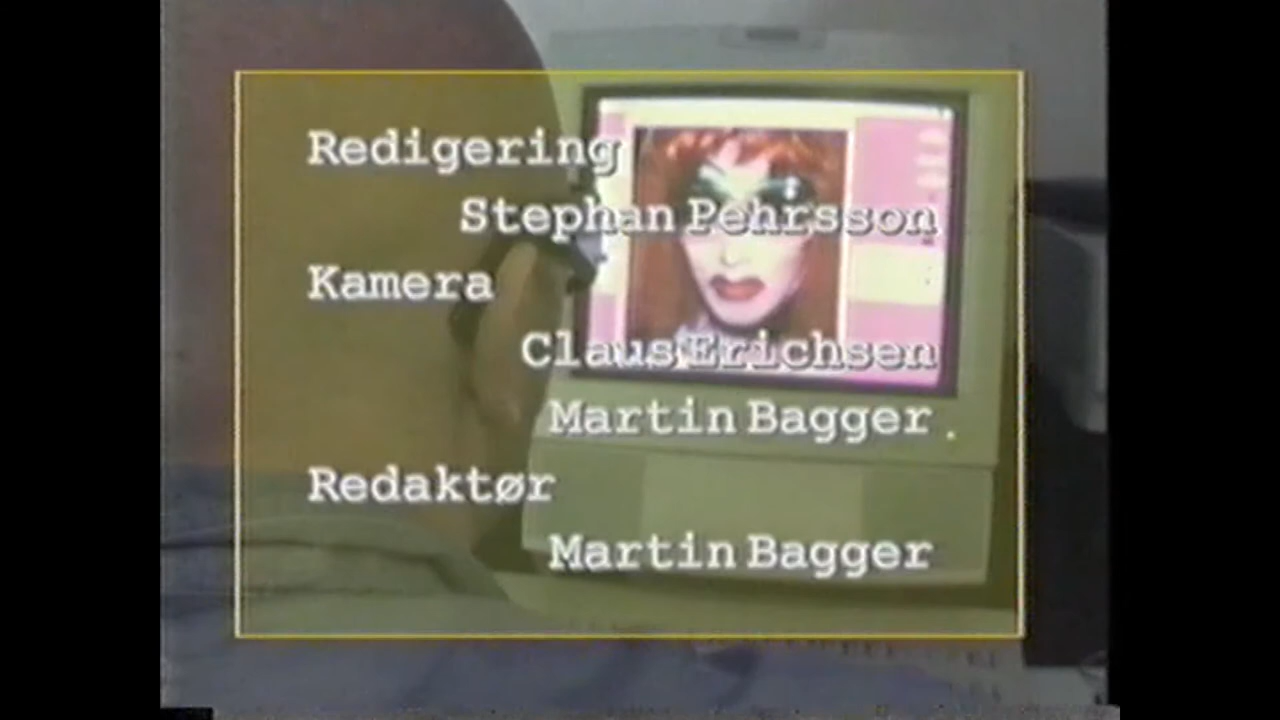 Redigering
Stephan Pehrsson
Kamera
Claus Erichsen
Martin Bagger
Redaktør
Martin Bagger